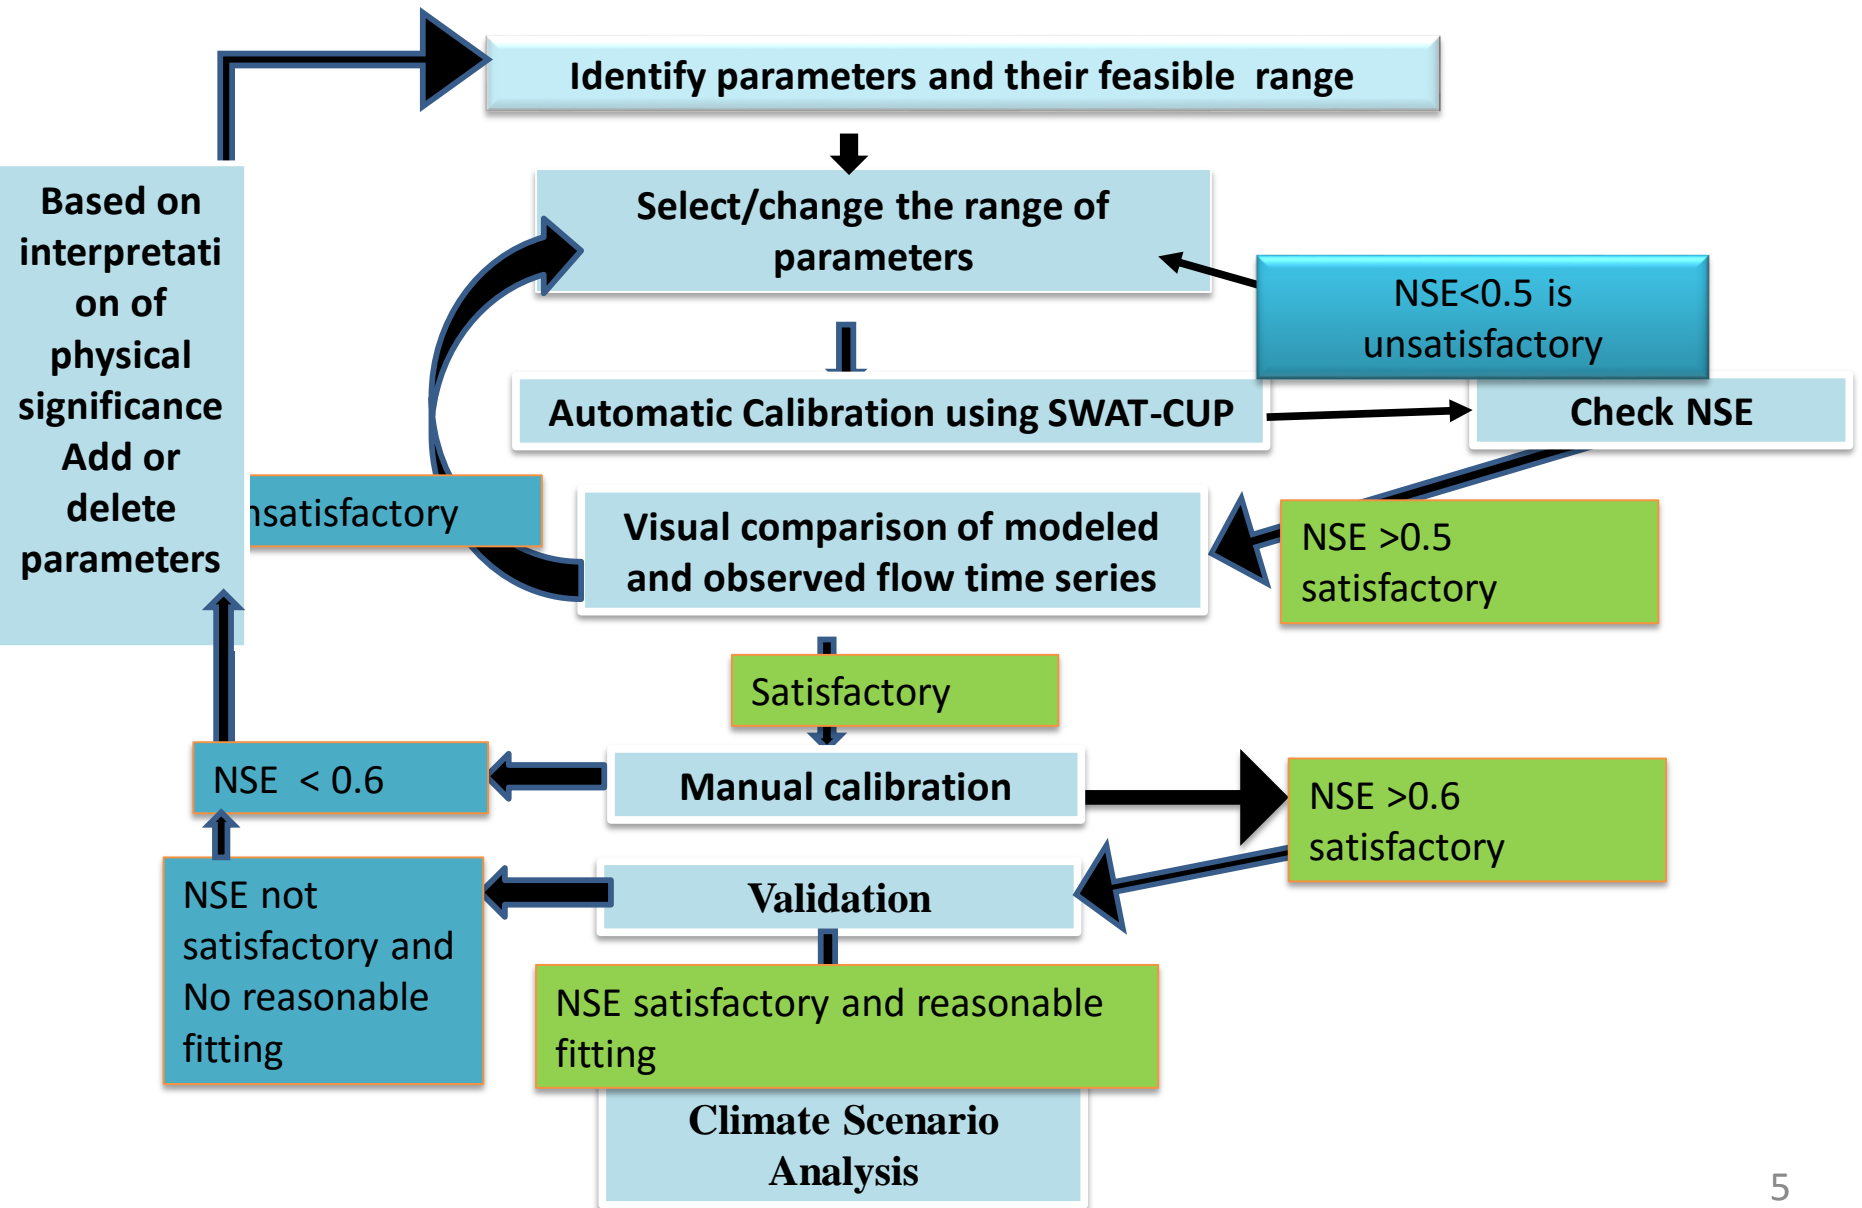 Identify parameters and their feasible range
Based on
interpretati
on of
physical
significance
Add or
delete
parameters
Select/change the range of
parameters
NSE<0.5 is
unsatisfactory
Automatic Calibration using SWAT-CUP
Check NSE
nsatisfactory
Visual comparison of modeled
and observed flow time series
NSE >0.5
satisfactory
Satisfactory
NSE < 0.6
Manual calibration
NSE >0.6
satisfactory
NSE not
satisfactory and
No reasonable
fitting
Validation
NSE satisfactory and reasonable
fitting
Climate Scenario
Analysis
5